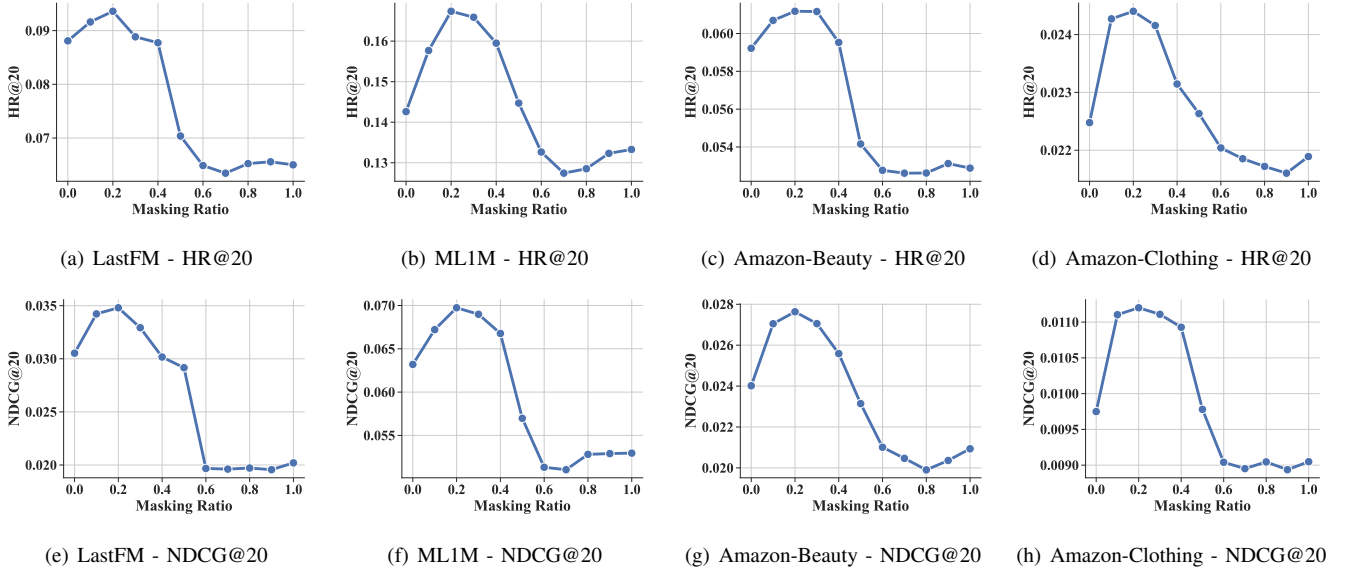 HR@20
0.09
0.08
0.07
0.0 0.2 0.4 0.6 0.8 1.0
Masking Ratio
(a) LastFM - HR@20
HR@20
0.16
0.15
0.14
0.13
0.0 0.2 0.4 0.6 0.8 1.0
Masking Ratio
(b) ML1M - HR@20
HR@20
0.060
0.058
0.056
0.054
0.0 0.2 0.4 0.6 0.8 1.0
Masking Ratio
(c) Amazon-Beauty - HR@20
HR@20
0.024
0.023
0.022
0.0 0.2 0.4 0.6 0.8 1.0
Masking Ratio
(d) Amazon-Clothing - HR@20
NDCG@20
0.035
0.030
0.025
0.020
0.0 0.2 0.4 0.6 0.8 1.0
Masking Ratio
(e) LastFM - NDCG@20
NDCG@20
0.070
0.065
0.060
0.055
0.0 0.2 0.4 0.6 0.8 1.0
Masking Ratio
(f) ML1M - NDCG@20
NDCG@20
0.028
0.026
0.024
0.022
0.020
0.0 0.2 0.4 0.6 0.8 1.0
Masking Ratio
(g) Amazon-Beauty - NDCG@20
NDCG@20
0.0110
0.0105
0.0100
0.0095
0.0090
0.0 0.2 0.4 0.6 0.8 1.0
Masking Ratio
(h) Amazon-Clothing - NDCG@20